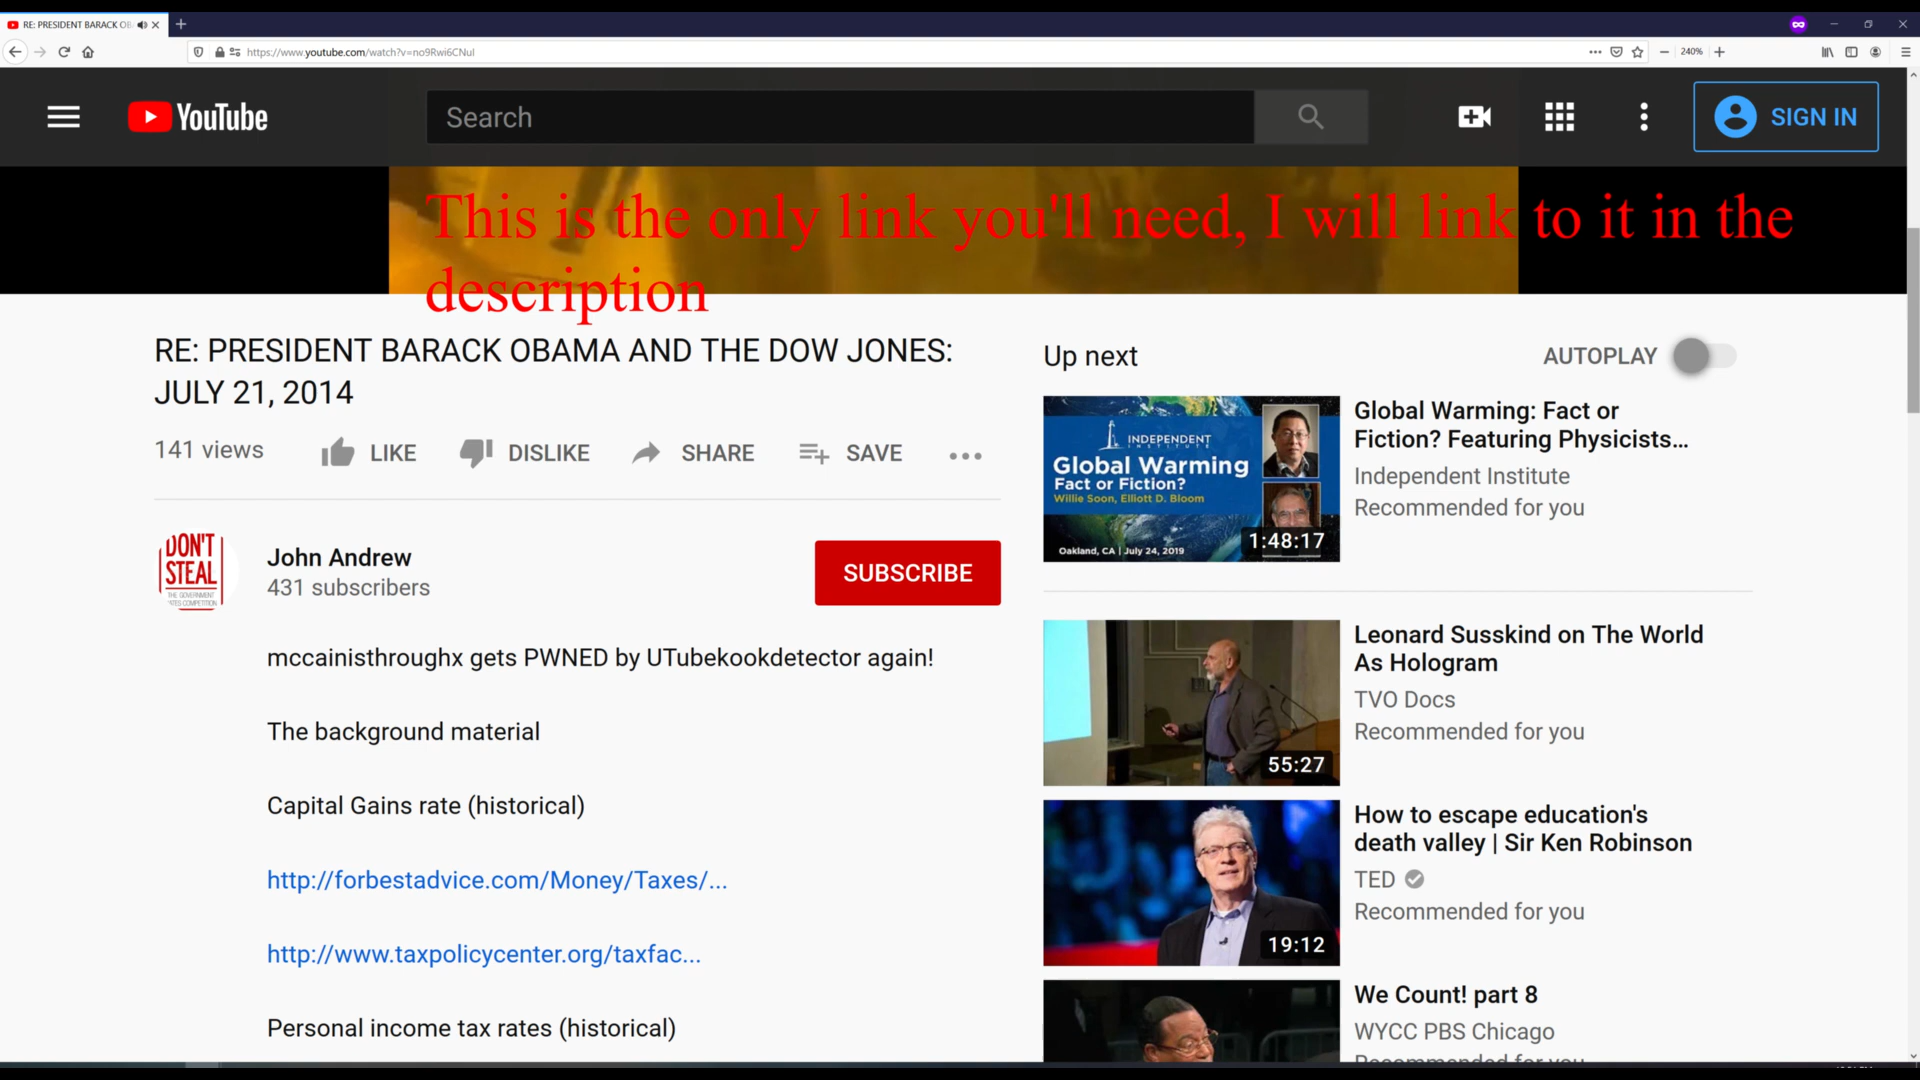 RE: PRESIDENT BARACK OB
https://www.youtube.com/watch?v=no9Rwi6CNuI
240%
YouTube
Search
SIGN IN
This is the only link you'll need, I will link to it in the
description
RE: PRESIDENT BARACK OBAMA AND THE DOW JONES:
JULY 21, 2014
141 views
LIKE
DISLIKE
SHARE
SAVE
DON'T
STEAL
THE GOVERNMENT
John Andrew
431 subscribers
SUBSCRIBE
mccainisthroughx gets PWNED by UTubekookdetector again!
The background material
Capital Gains rate (historical)
http://forbestadvice.com/Money/Taxes/...
http://www.taxpolicycenter.org/taxfac...
Personal income tax rates (historical)
Up next
AUTOPLAY
INDEPENDENT
INSTITUTE
Global Warming
Fact or Fiction?
Willie Soon, Elliott D. Bloom
Oakland, CA | July 24, 2019
1:48:17
Global Warming: Fact or
Fiction? Featuring Physicists...
Independent Institute
Recommended for you
55:27
Leonard Susskind on The World
As Hologram
TVO Docs
Recommended for you
19:12
How to escape education's
death valley | Sir Ken Robinson
TED
Recommended for you
We Count! part 8
WYCC PBS Chicago
Recommended for you